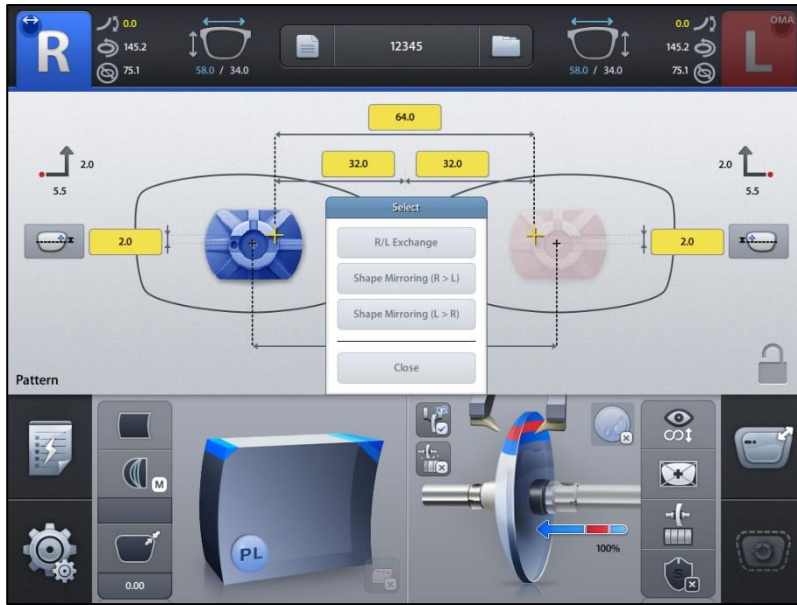 R
0.0
145.2
75.1
58.0 / 34.0
12345
58.0 / 34.0
0.0
145.2
75.1
OMA
L
64.0
32.0 32.0
2.0
5.5
2.0
5.5
2.0
2.0
Select
R/L Exchange
Shape Mirroring (R > L)
Shape Mirroring (L > R)
Close
Pattern
M
0.00
PL
100%
S